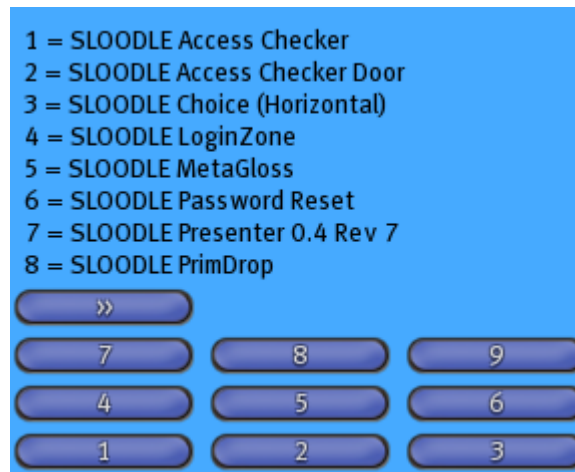 1 = SLOODLE Access Checker
2 = SLOODLE Access Checker Door
3 = SLOODLE Choice (Horizontal)
4 = SLOODLE LoginZone
5 = SLOODLE MetaGloss
6 = SLOODLE Password Reset
7 = SLOODLE Presenter 0.4 Rev 7
8 = SLOODLE PrimDrop
»
7 8 9
4 5 6
1 2 3